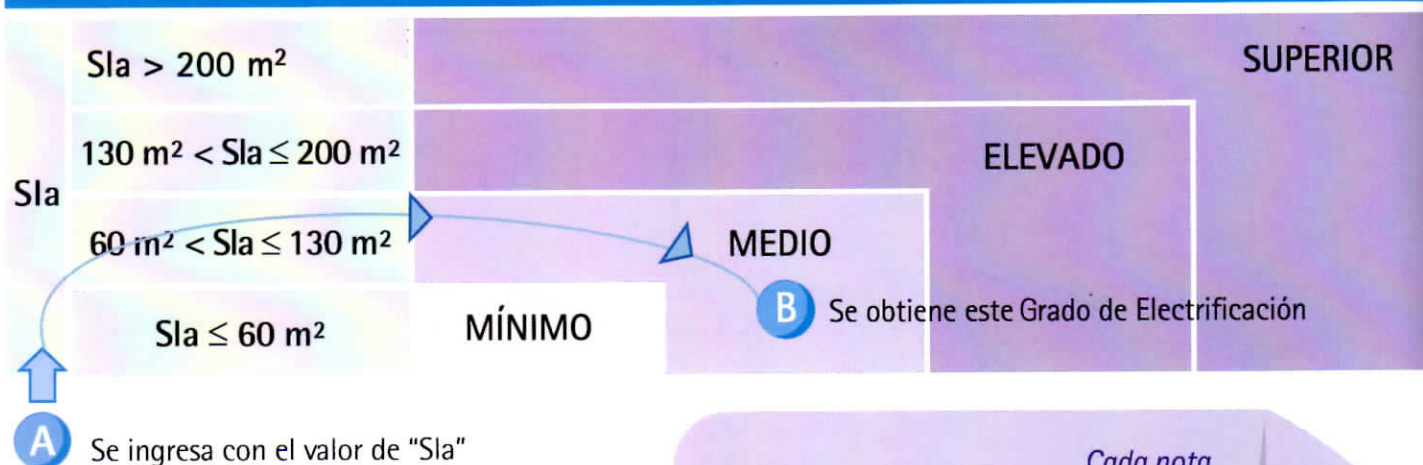 Sla > 200 m²
SUPERIOR
130 m² < Sla ≤ 200 m²
ELEVADO
Sla
60 m² < Sla ≤ 130 m²
MEDIO
B Se obtiene este Grado de Electrificación
Sla ≤ 60 m²
MÍNIMO
A Se ingresa con el valor de "Sla"
Cada nota